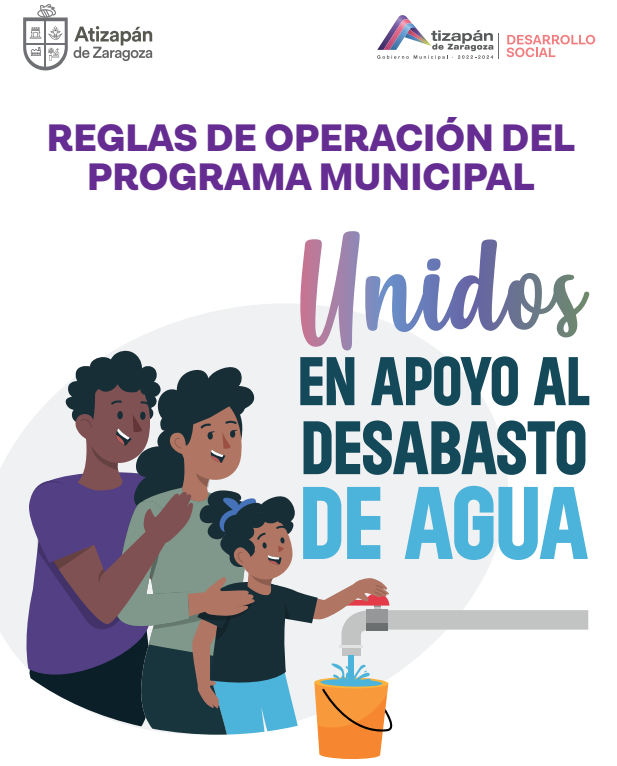 Atizapán
de Zaragoza
Atizapán
de Zaragoza
Gobierno Municipal - 2022-2024
DESARROLLO
SOCIAL
REGLAS DE OPERACIÓN DEL
PROGRAMA MUNICIPAL
Unidos
EN APOYO AL
DESABASTO
DE AGUA